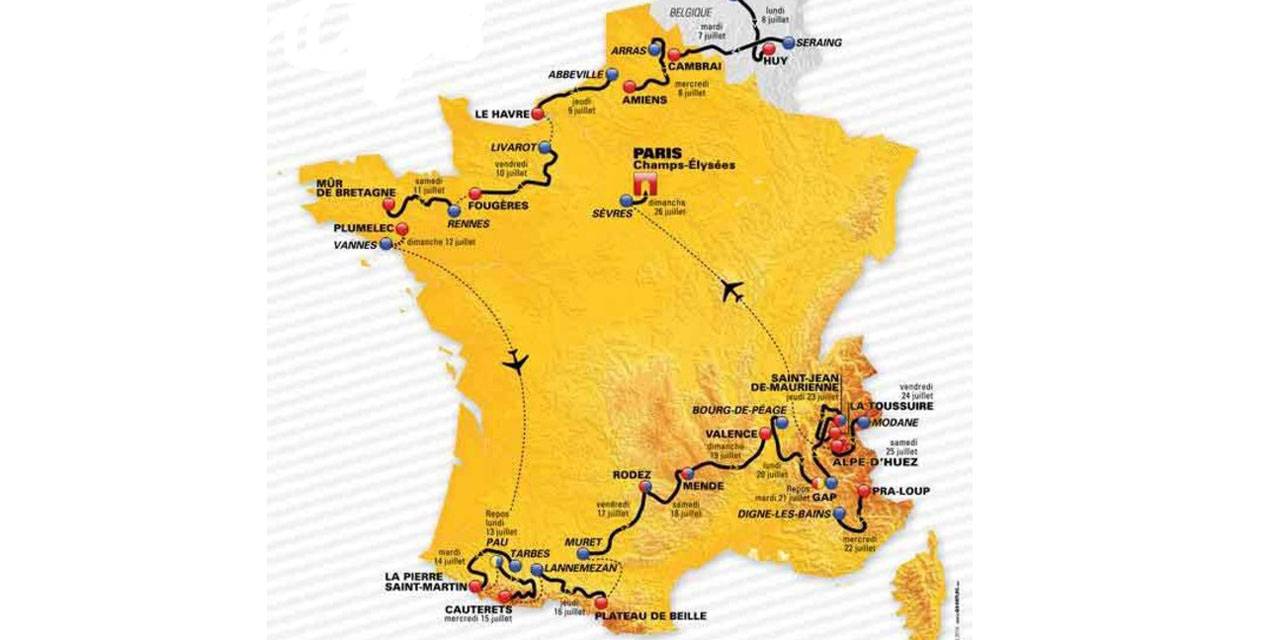 BELGIQUE
lundi
6 juillet
mardi
7 juillet
SERAING
HUY
ARRAS
CAMBRAI
ABBEVILLE
mercredi
8 juillet
AMIENS
jeudi
9 juillet
LE HAVRE
LIVAROT
vendredi
10 juillet
PARIS
Champs-Élysées
dimanche
26 juillet
SÈVRES
MÛR
DE BRETAGNE
samedi
11 juillet
FOUGÈRES
RENNES
PLUMELEC
VANNES
dimanche 12 juillet
SAINT-JEAN
DE-MAURIENNE
jeudi 23 juillet
vendredi
24 juillet
LA TOUSSUIRE
MODANE
BOURG-DE-PÉAGE
VALENCE
dimanche
19 juillet
samedi
25 juillet
ALPE-D'HUEZ
lundi
20 juillet
RODEZ
MENDE
Repos
mardi 21 juillet
GAP
PRA-LOUP
vendredi
17 juillet
samedi
18 juillet
DIGNE-LES-BAINS
mercredi
22 juillet
Repos
lundi
13 juillet
PAU
MURET
mardi
14 juillet
TARBES
LANNEMEZAN
LA PIERRE
SAINT-MARTIN
CAUTERETS
mercredi 15 juillet
jeudi
16 juillet
PLATEAU DE BEILLE